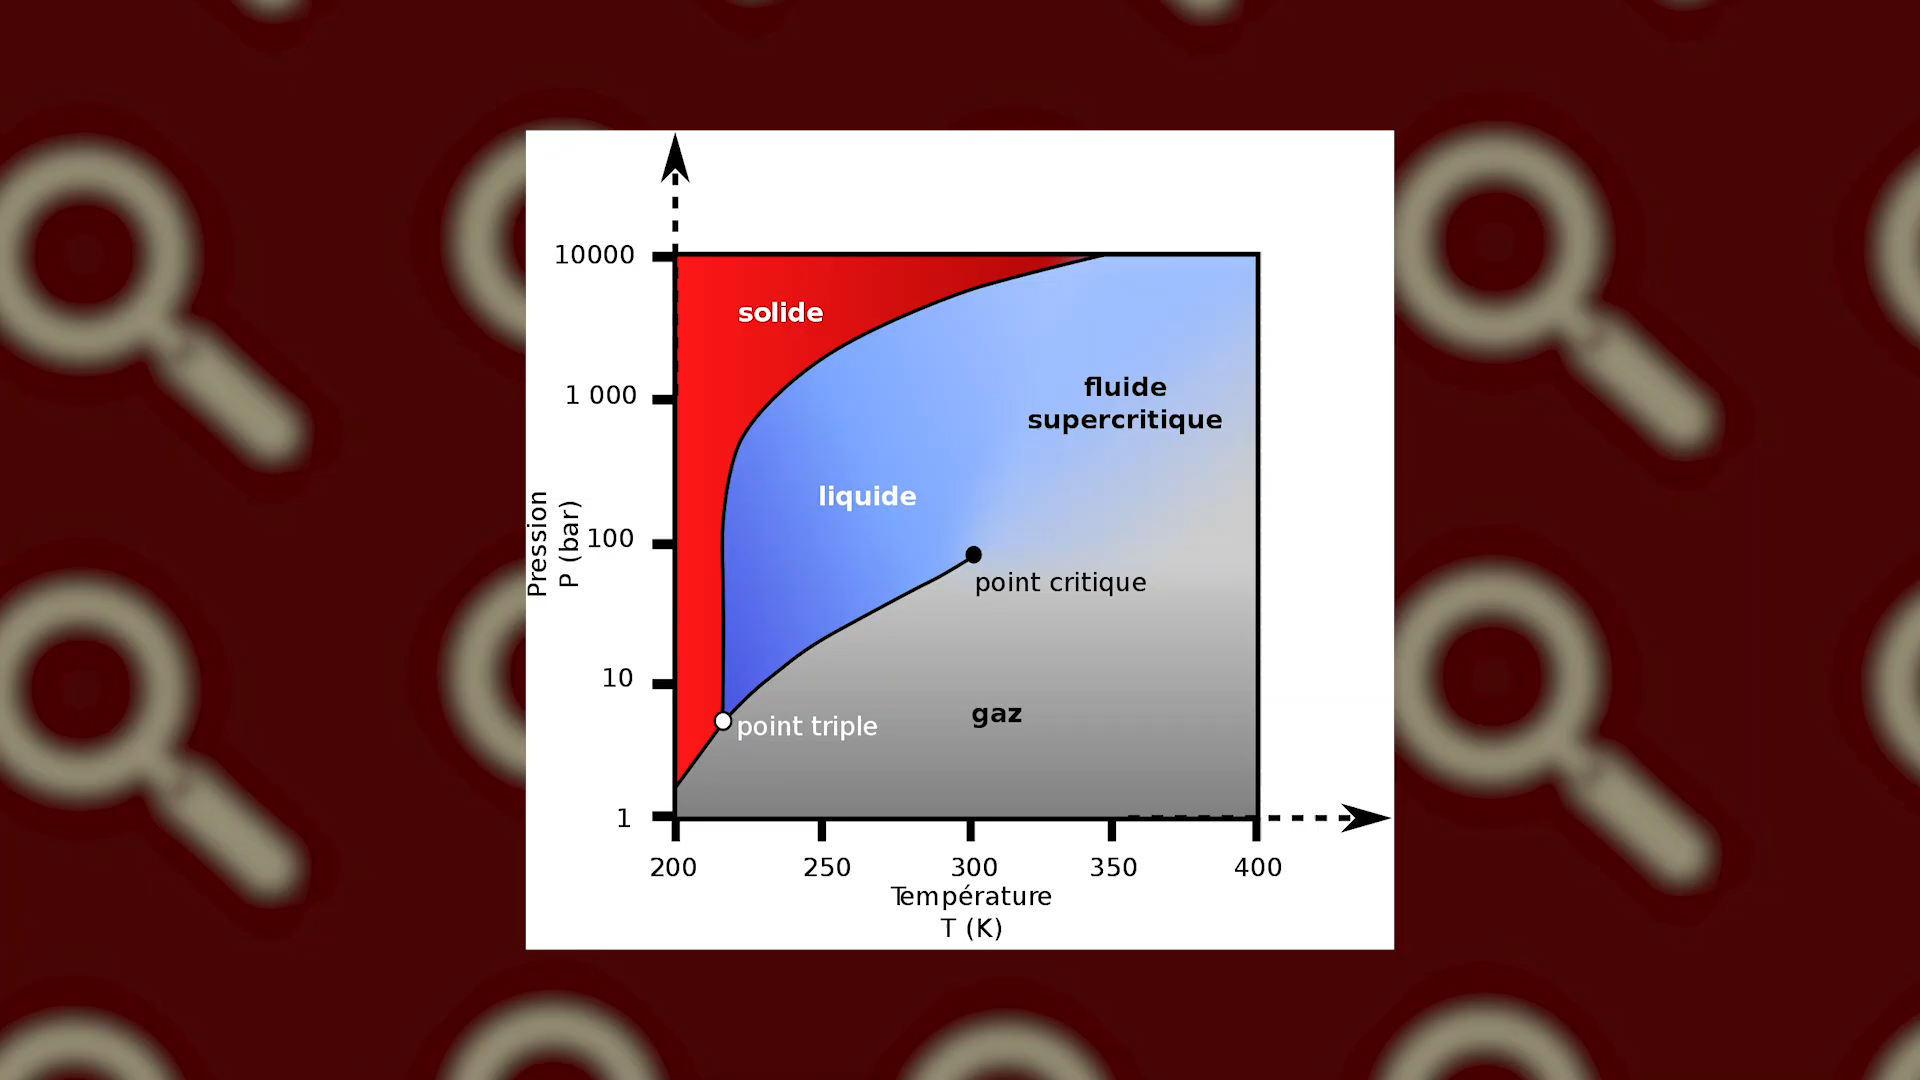 10000
solide
fluide
supercritique
1 000
liquide
Pression
P (bar)
100
point critique
10
gaz
point triple
1
200 250 300 350 400
Température
T (K)